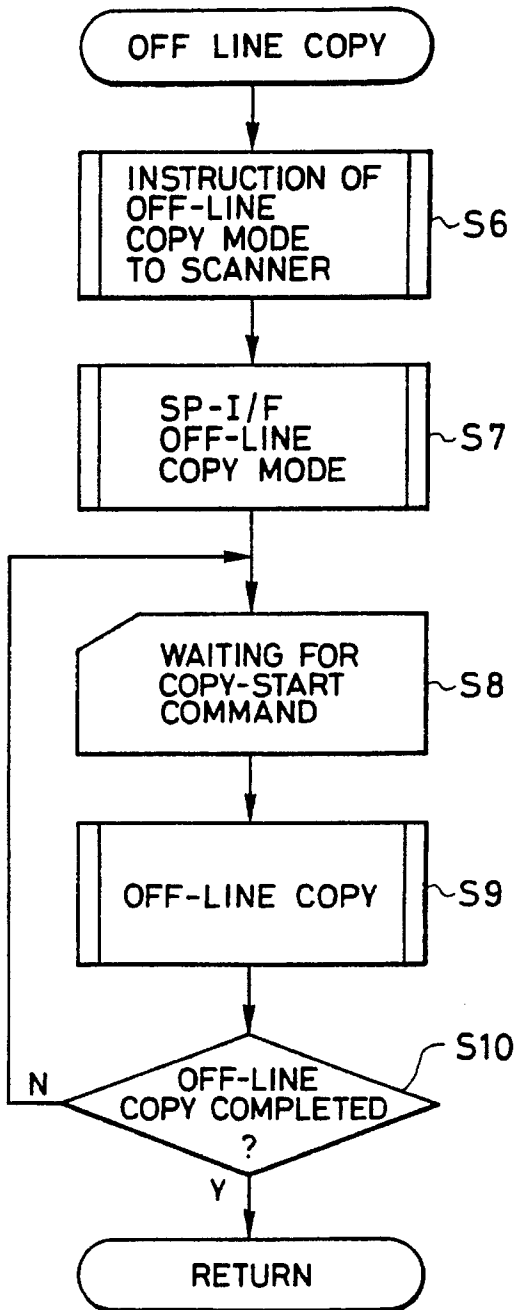 OFF LINE COPY
INSTRUCTION OF
OFF-LINE
COPY MODE
TO SCANNER
S6
SP-I/F
OFF-LINE
COPY MODE
S7
WAITING FOR
COPY-START
COMMAND
S8
OFF-LINE COPY
S9
S10
OFF-LINE
COPY COMPLETED
?
N
Y
RETURN